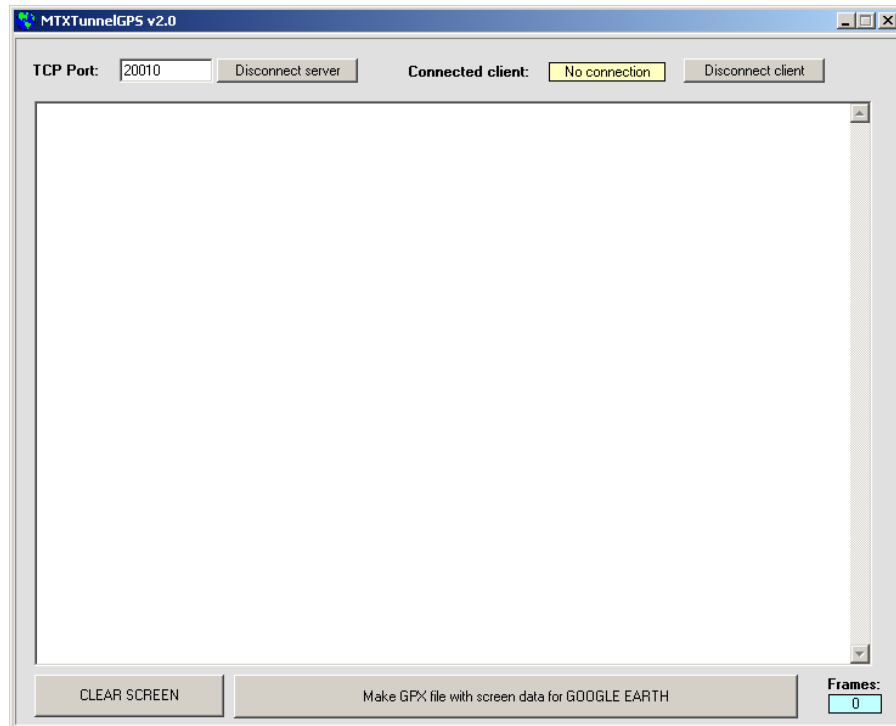 MTXTunnelGPS v2.0
TCP Port: 20010 Disconnect server Connected client: No connection Disconnect client
CLEAR SCREEN Make GPX file with screen data for GOOGLE EARTH Frames:
0